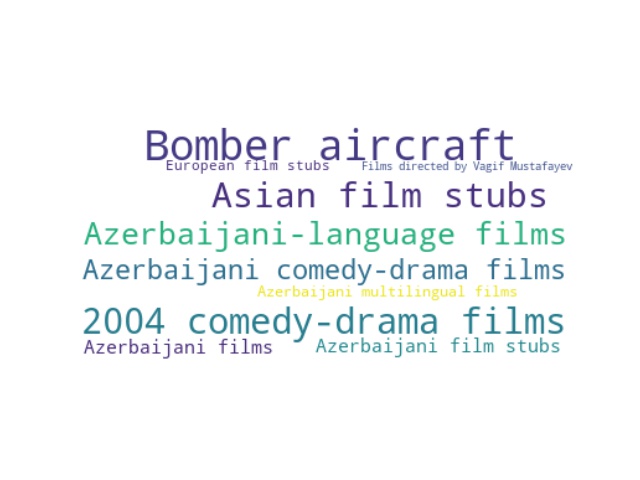 Bomber aircraft
European film stubs
Films directed by Vagif Mustafayev
Asian film stubs
Azerbaijani-language films
Azerbaijani comedy-drama films
Azerbaijani multilingual films
2004 comedy-drama films
Azerbaijani films
Azerbaijani film stubs